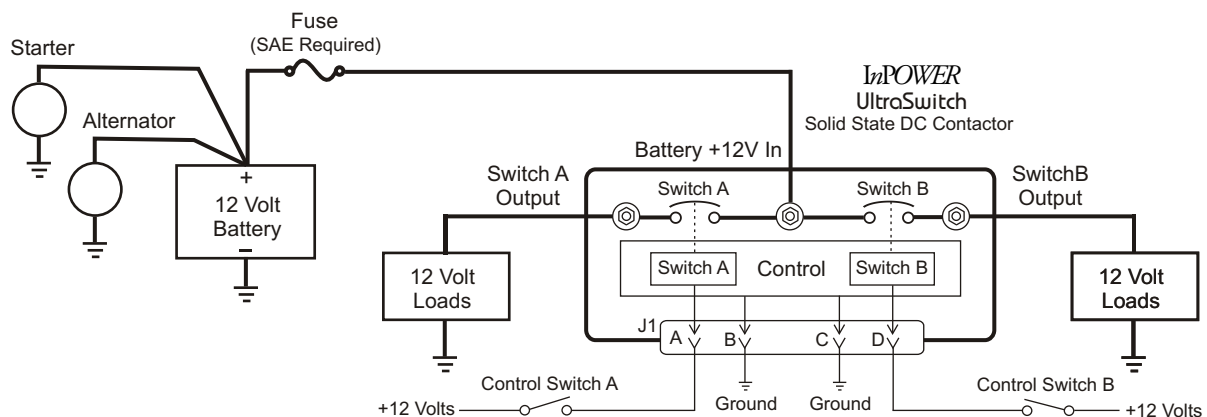 Fuse
(SAE Required)
Starter
Alternator
+
12 Volt
Battery
–
InPOWER
UltraSwitch
Solid State DC Contactor
Battery +12V In
Switch A
Output
Switch A
Switch B
SwitchB
Output
12 Volt
Loads
Switch A
Control
Switch B
12 Volt
Loads
J1
A
B
C
D
Control Switch A
Ground
Ground
Control Switch B
+12 Volts
+12 Volts